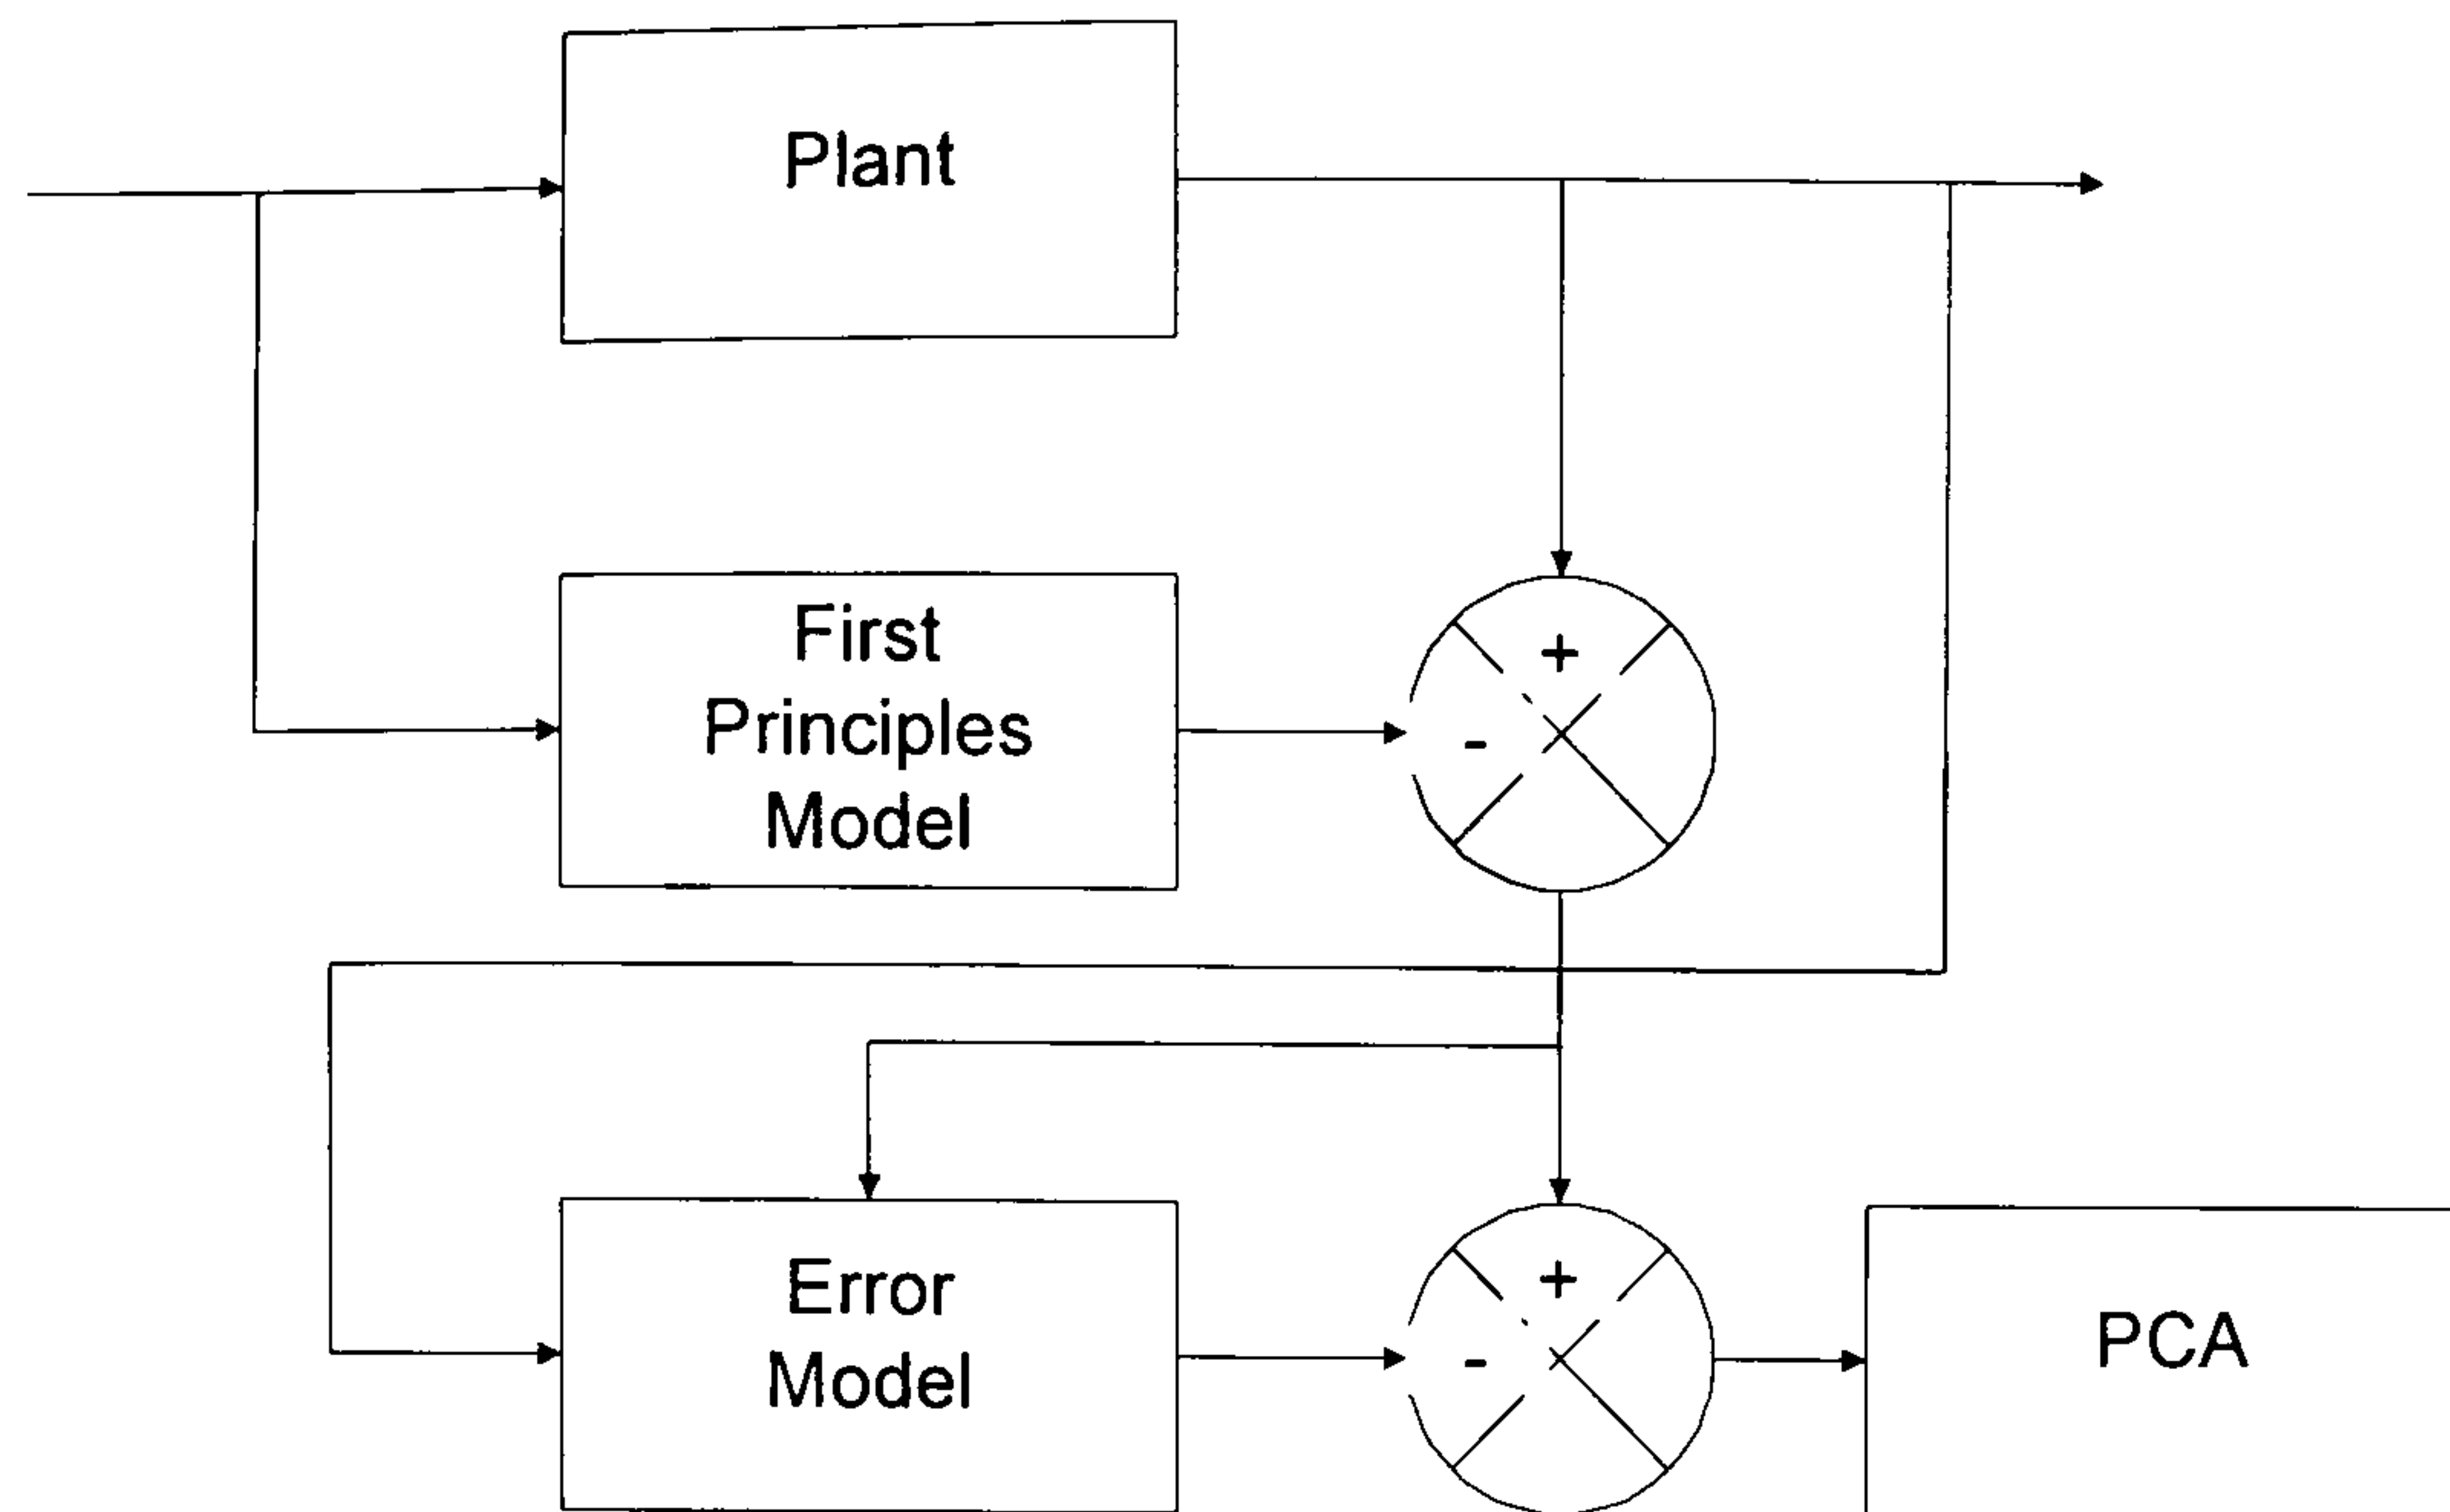 Plant
First
Principles
Model
+
-
Error
Model
+
-
PCA